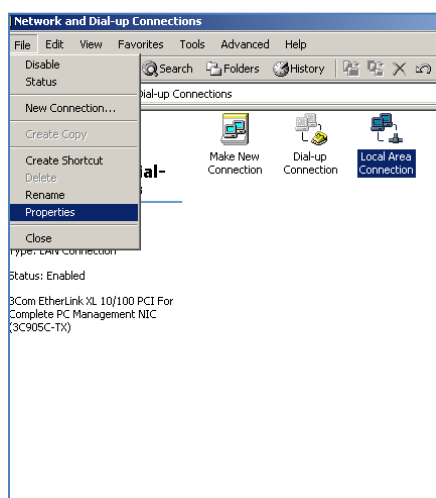 Network and Dial-up Connections
File Edit View Favorites Tools Advanced Help
Disable
Status
New Connection...
Create Copy
Create Shortcut
Delete
Rename
Properties
Close
Search Folders History
Dial-up Connections
ial-
Make New Connection
Dial-up Connection
Local Area Connection
Type: LAN Connection
Status: Enabled
3Com EtherLink XL 10/100 PCI For
Complete PC Management NIC
(3C905C-TX)